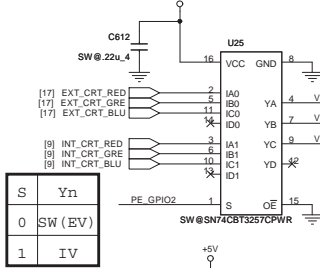 C612
SW@.22u_4
U25
16 VCC GND 8
[17] EXT_CRT_RED 2 IA0 YA 4 V
[17] EXT_CRT_GRE 5 IB0
[17] EXT_CRT_BLU 11 IC0 YB 7 V
14 ID0
YC 9 V
[9] INT_CRT_RED 3 IA1
[9] INT_CRT_GRE 6 IB1 YD 12
[9] INT_CRT_BLU 10 IC1
13 ID1
PE_GPIO2 1 S OE 15
SW@SN74CBT3257CPWR
S Yn
0 SW(EV)
1 IV
+5V